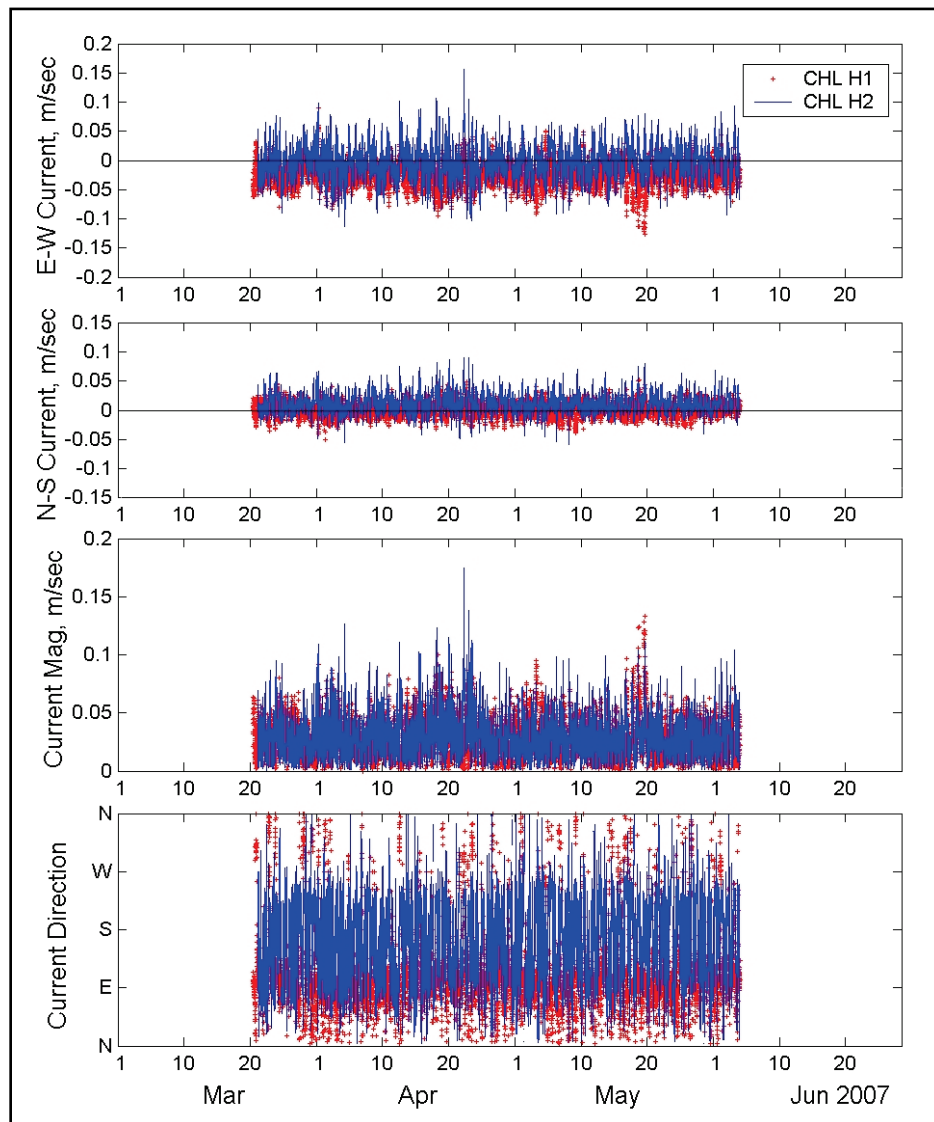 E-W Current, m/sec
0.2
0.15
0.1
0.05
0
-0.05
-0.1
-0.15
-0.2
CHL H1
CHL H2
1 10 20 1 10 20 1 10 20 1 10 20
N-S Current, m/sec
0.15
0.1
0.05
0
-0.05
-0.1
-0.15
1 10 20 1 10 20 1 10 20 1 10 20
Current Mag, m/sec
0.2
0.15
0.1
0.05
0
1 10 20 1 10 20 1 10 20 1 10 20
Current Direction
N
W
S
E
N
1 10 20 1 10 20 1 10 20 1 10 20
Mar Apr May Jun 2007